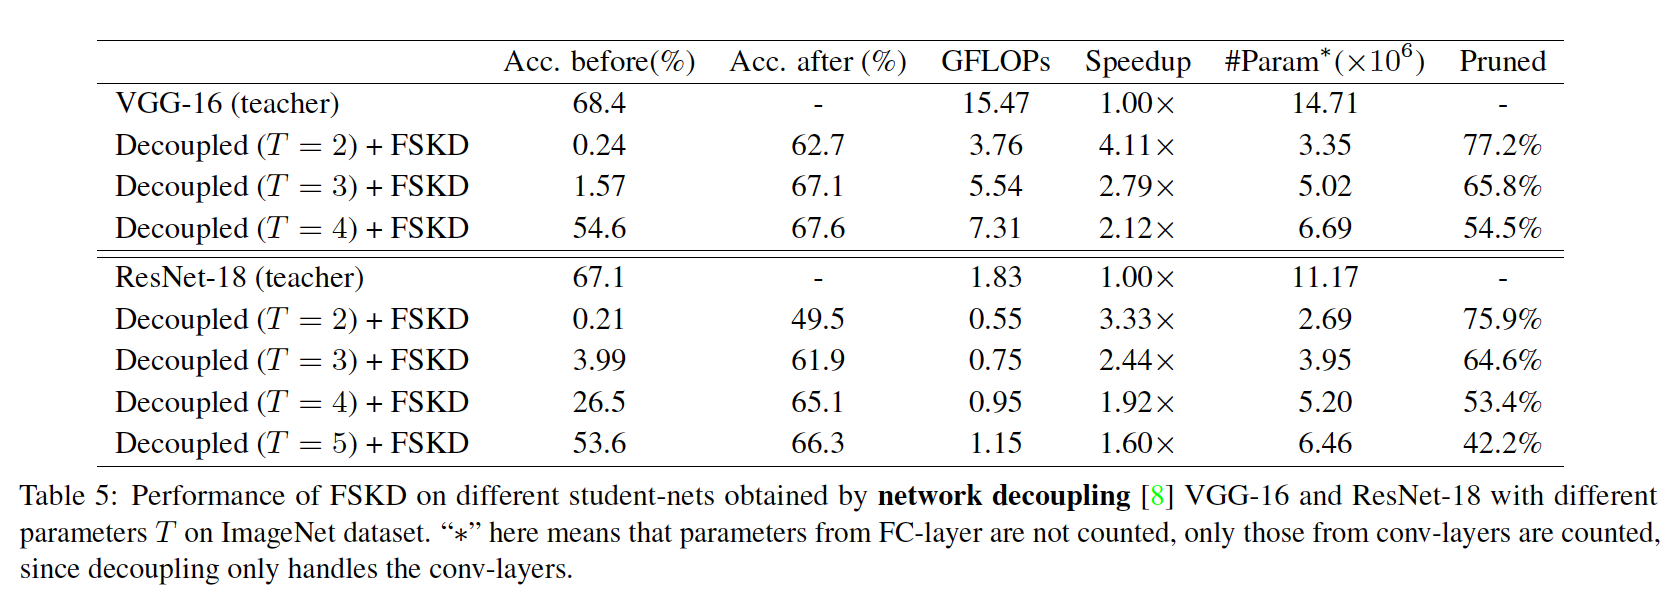 Acc. before(%) Acc. after (%) GFLOPs Speedup #Param*(×10⁶) Pruned
VGG-16 (teacher) 68.4 - 15.47 1.00× 14.71 -
Decoupled (T = 2) + FSKD 0.24 62.7 3.76 4.11× 3.35 77.2%
Decoupled (T = 3) + FSKD 1.57 67.1 5.54 2.79× 5.02 65.8%
Decoupled (T = 4) + FSKD 54.6 67.6 7.31 2.12× 6.69 54.5%
ResNet-18 (teacher) 67.1 - 1.83 1.00× 11.17 -
Decoupled (T = 2) + FSKD 0.21 49.5 0.55 3.33× 2.69 75.9%
Decoupled (T = 3) + FSKD 3.99 61.9 0.75 2.44× 3.95 64.6%
Decoupled (T = 4) + FSKD 26.5 65.1 0.95 1.92× 5.20 53.4%
Decoupled (T = 5) + FSKD 53.6 66.3 1.15 1.60× 6.46 42.2%
Table 5: Performance of FSKD on different student-nets obtained by network decoupling [8] VGG-16 and ResNet-18 with different
parameters T on ImageNet dataset. “∗” here means that parameters from FC-layer are not counted, only those from conv-layers are counted,
since decoupling only handles the conv-layers.